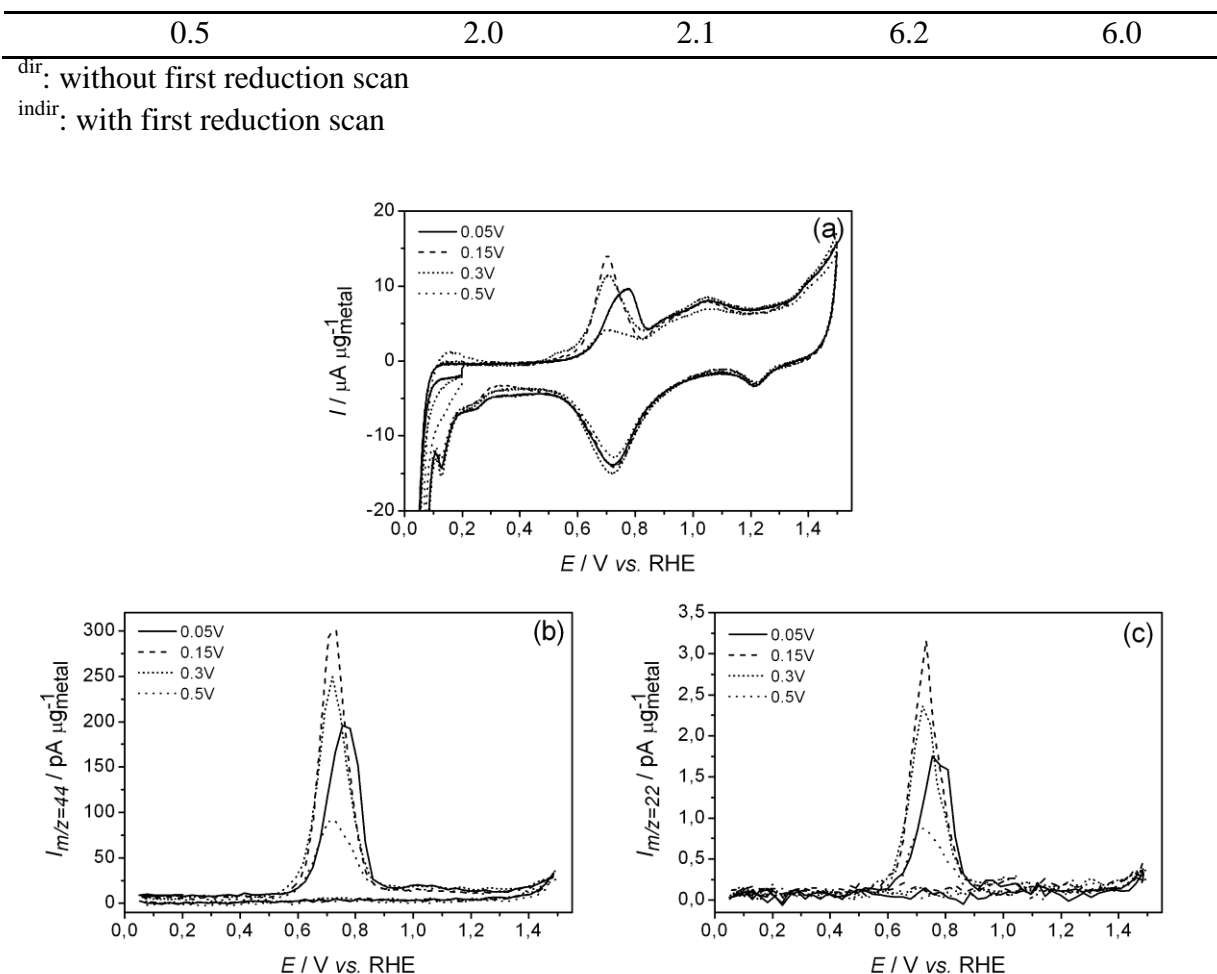 0.5 2.0 2.1 6.2 6.0
dir: without first reduction scan
indir: with first reduction scan
(a)
0.05V
0.15V
0.3V
0.5V
I / μA μg-1metal
20
10
0
-10
-20
0,0 0,2 0,4 0,6 0,8 1,0 1,2 1,4
E / V vs. RHE
(b)
0.05V
0.15V
0.3V
0.5V
Im/z=44 / pA μg-1metal
300
250
200
150
100
50
0
0,0 0,2 0,4 0,6 0,8 1,0 1,2 1,4
E / V vs. RHE
(c)
0.05V
0.15V
0.3V
0.5V
Im/z=22 / pA μg-1metal
3,5
3,0
2,5
2,0
1,5
1,0
0,5
0,0
0,0 0,2 0,4 0,6 0,8 1,0 1,2 1,4
E / V vs. RHE